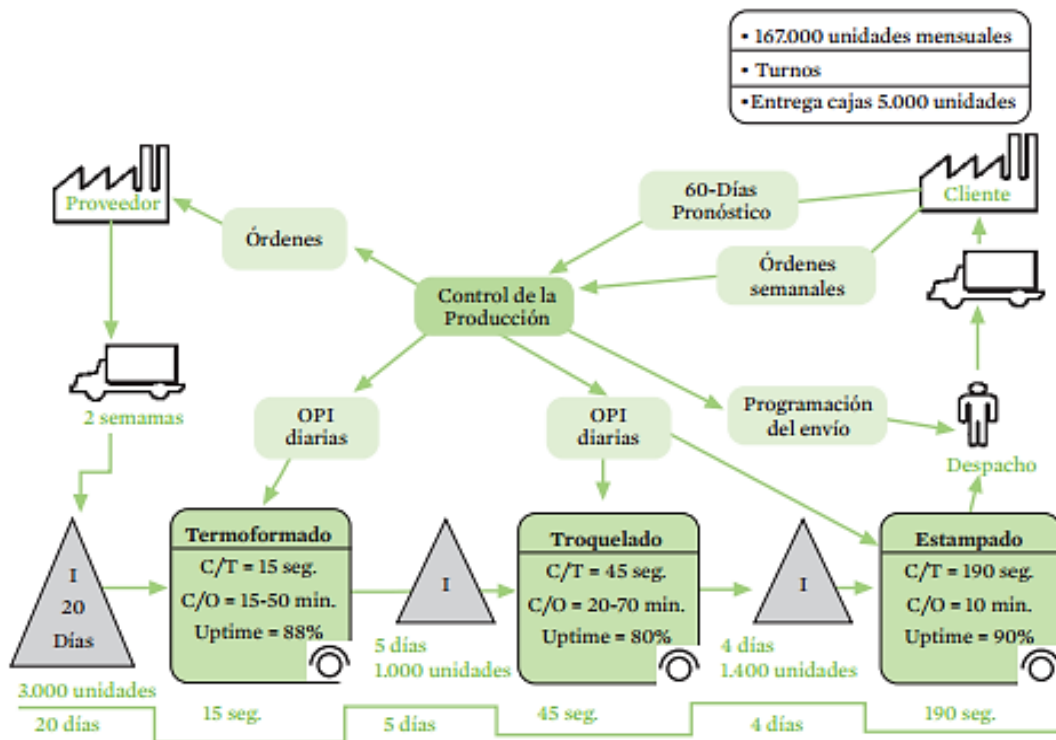 • 167.000 unidades mensuales
• Turnos
•Entrega cajas 5.000 unidades
Proveedor
Cliente
60-Días
Pronóstico
Órdenes
Órdenes
semanales
Control de la
Producción
2 semamas
OPI
diarias
OPI
diarias
Programación
del envío
Despacho
I
20
Días
3.000 unidades
Termoformado
C/T = 15 seg.
C/O = 15-50 min.
Uptime = 88%
I
5 días
1.000 unidades
Troquelado
C/T = 45 seg.
C/O = 20-70 min.
Uptime = 80%
I
4 días
1.400 unidades
Estampado
C/T = 190 seg.
C/O = 10 min.
Uptime = 90%
20 días
15 seg.
5 días
45 seg.
4 días
190 seg.